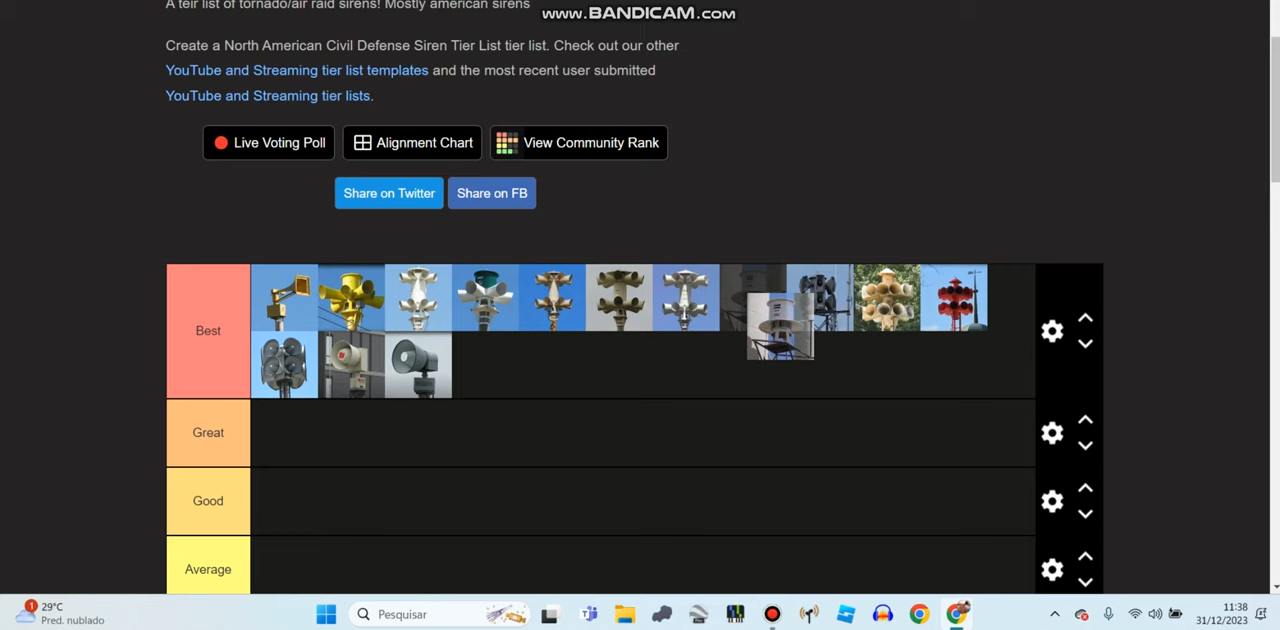 A teir list of tornado/air raid sirens! Mostly american sirens
www.BANDICAM.com
Create a North American Civil Defense Siren Tier List tier list. Check out our other
YouTube and Streaming tier list templates and the most recent user submitted
YouTube and Streaming tier lists.
Live Voting Poll
Alignment Chart
View Community Rank
Share on Twitter
Share on FB
Best
Great
Good
Average
1
29°C
Pred. nublado
Pesquisar
11:38
31/12/2023